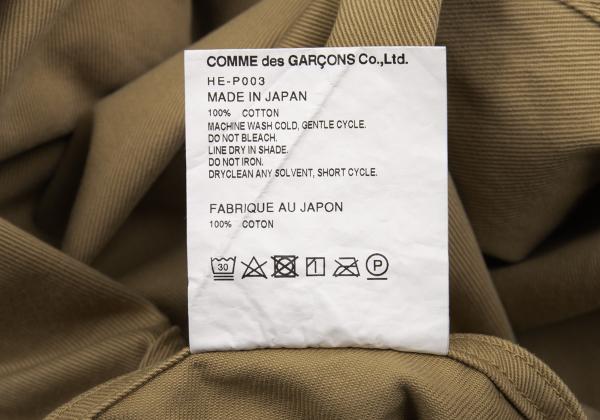 COMME des GARÇONS Co.,Ltd.
HE-P003
MADE IN JAPAN
100% COTTON
MACHINE WASH COLD, GENTLE CYCLE.
DO NOT BLEACH.
LINE DRY IN SHADE.
DO NOT IRON.
DRYCLEAN ANY SOLVENT, SHORT CYCLE.
FABRIQUE AU JAPON
100% COTON
30 P